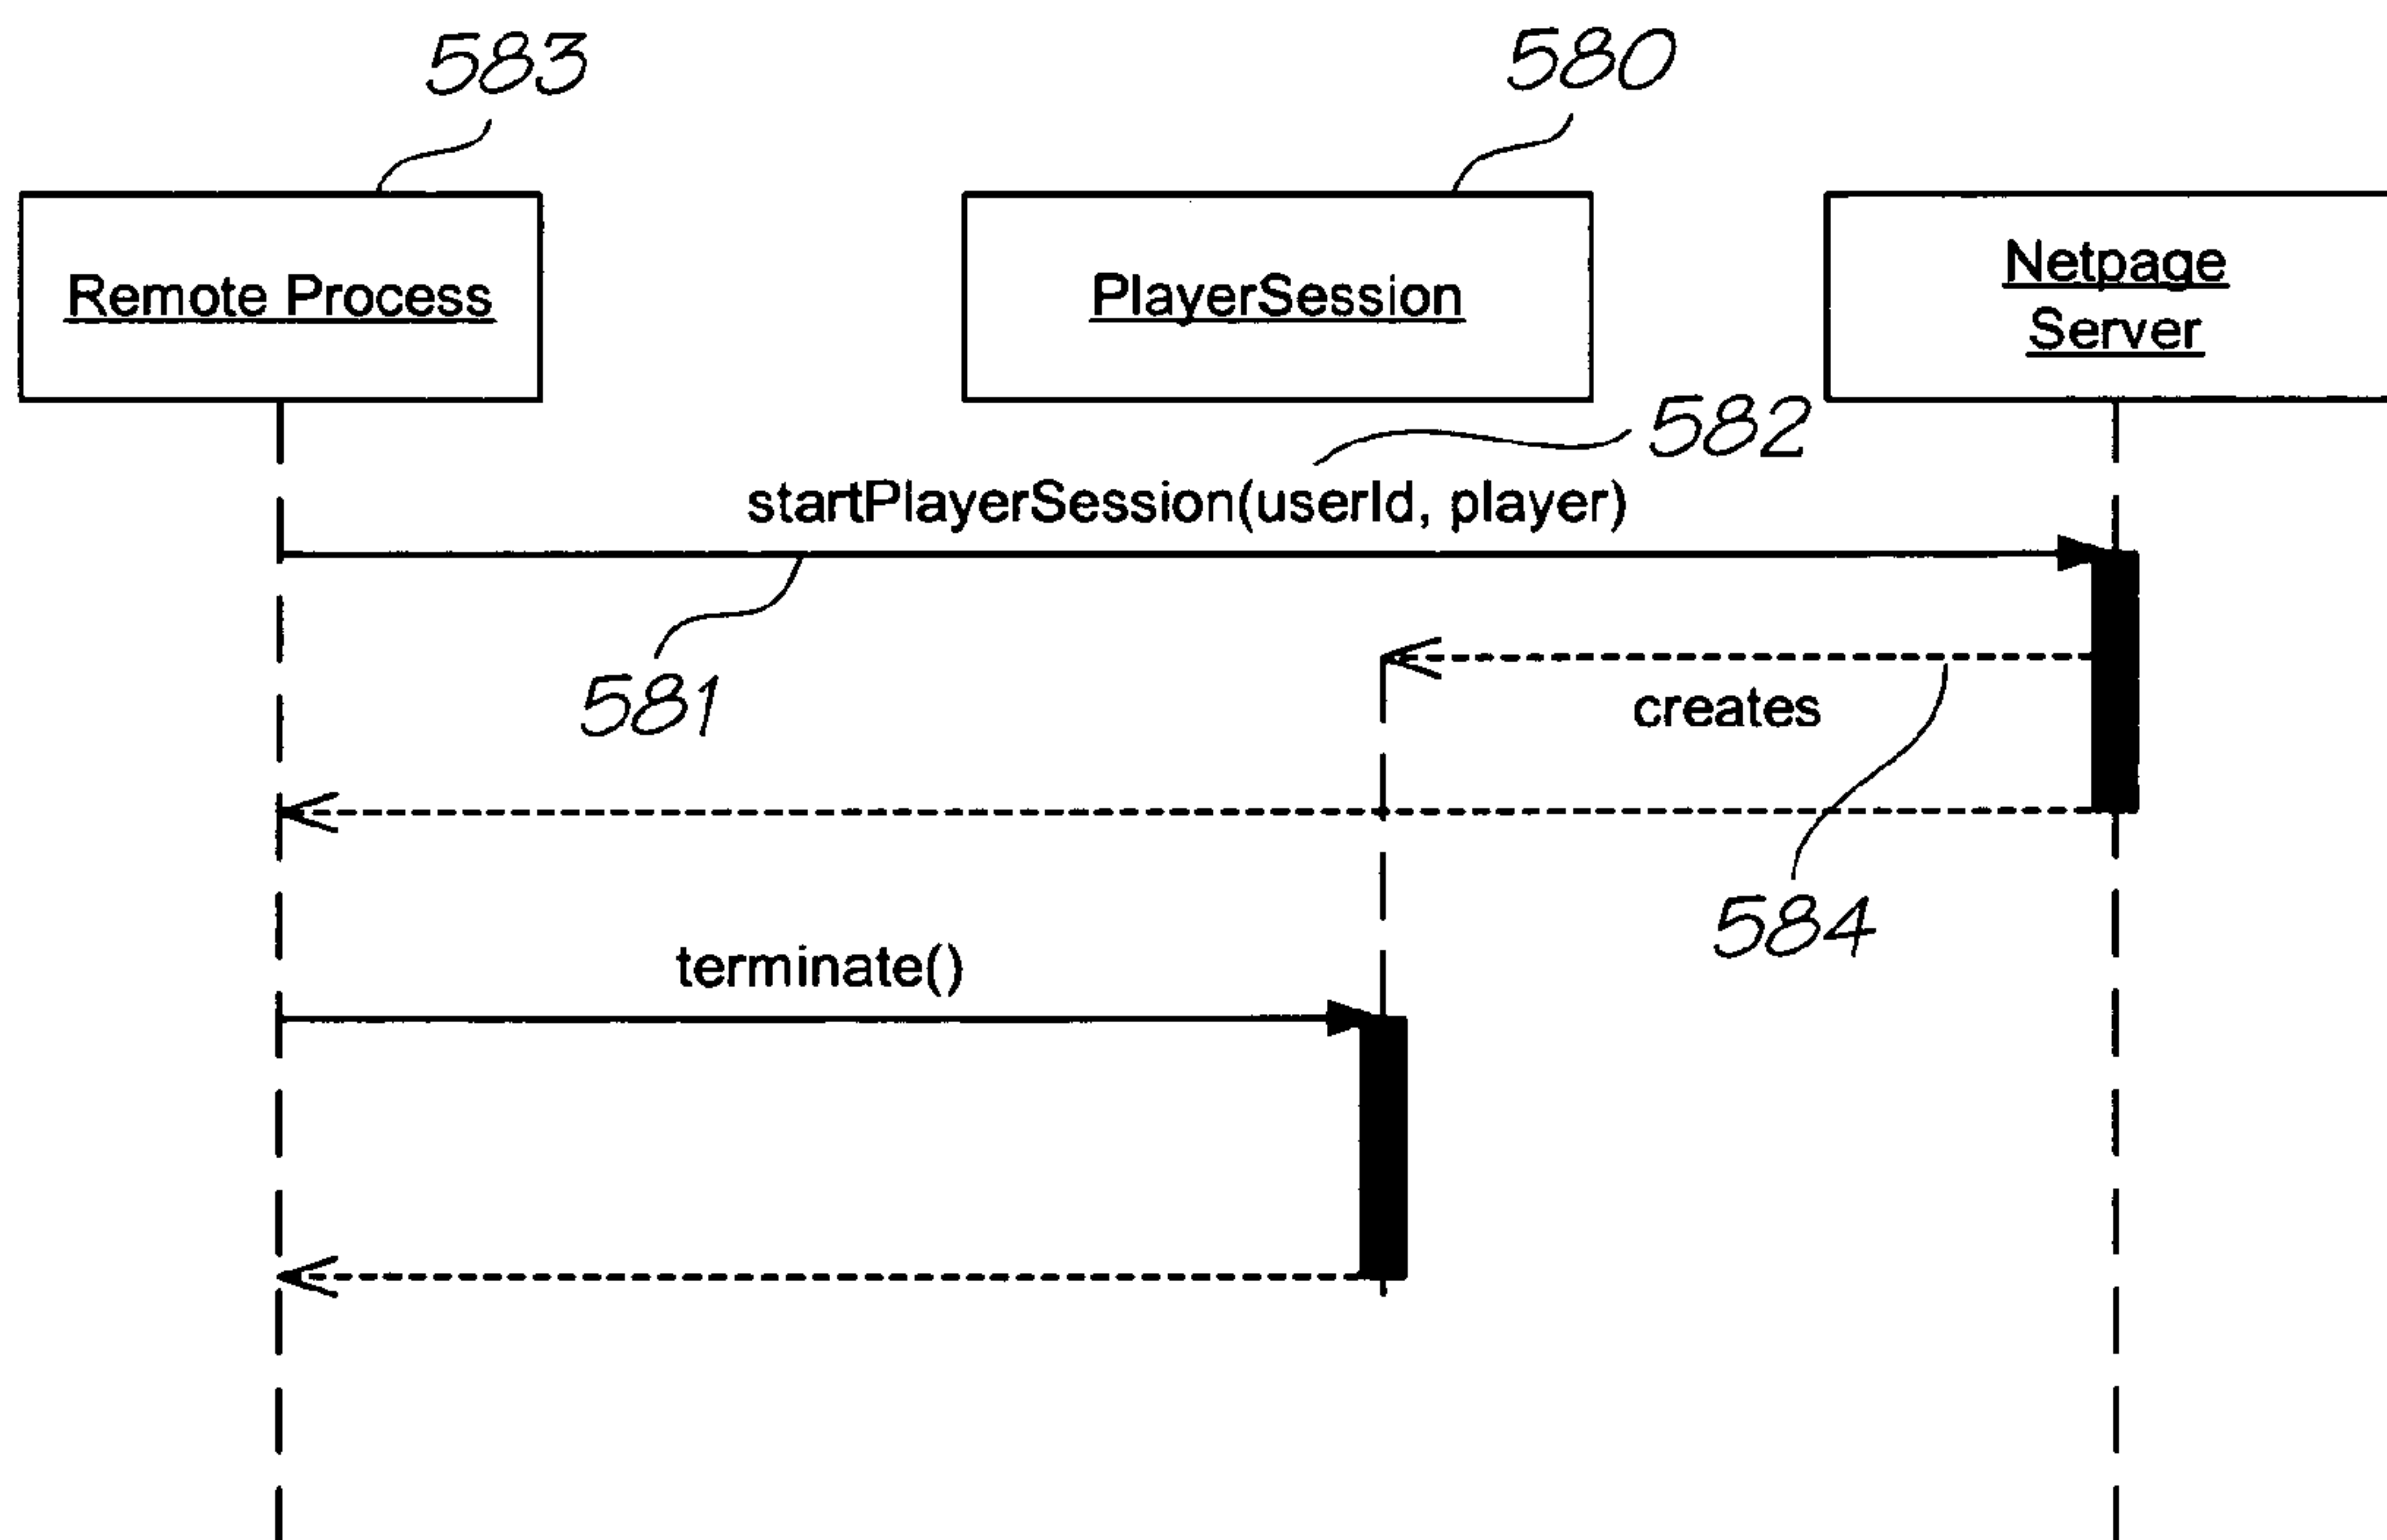 583
580
Remote Process
PlayerSession
Netpage
Server
582
startPlayerSession(userId, player)
581
creates
584
terminate()